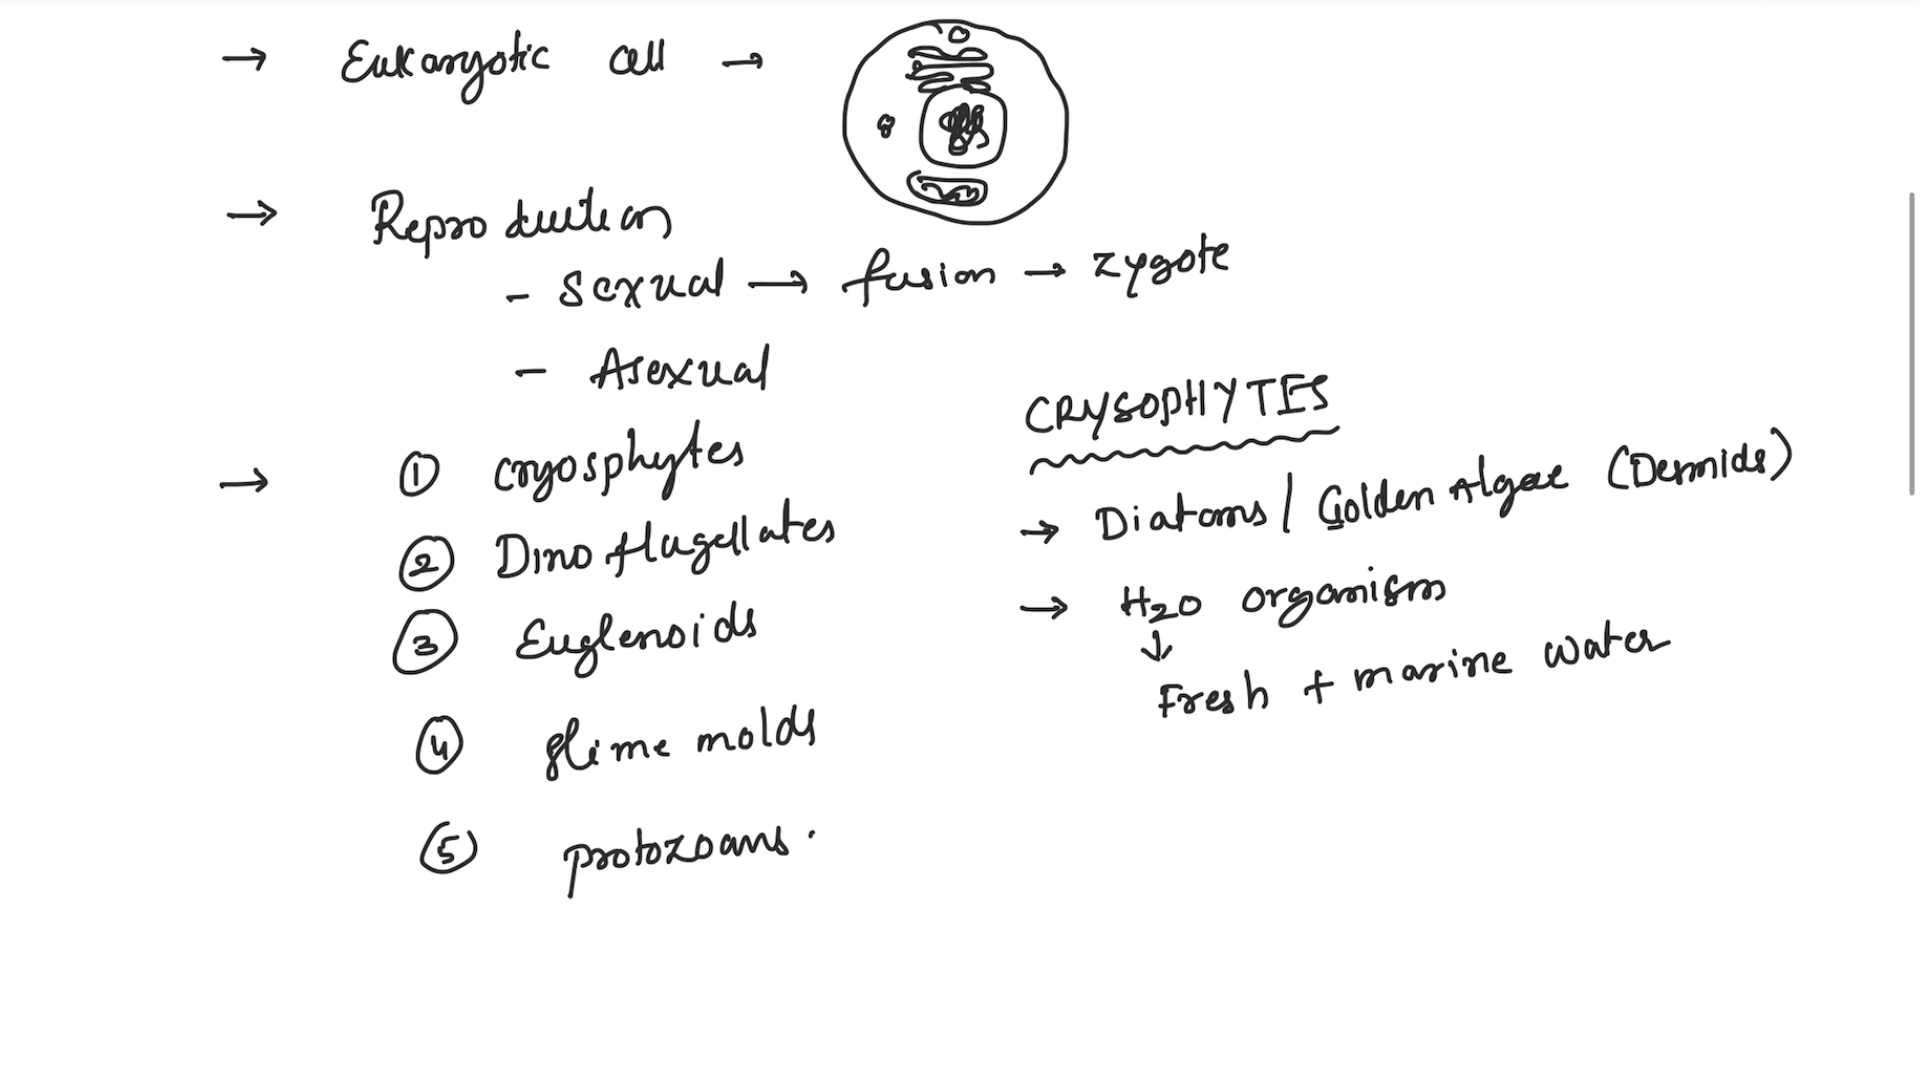 → Eukaryotic cell →
→ Reproduction
- Sexual → fusion → zygote
- Asexual
→ ① cryosphytes
② Dinoflagellates
③ Euglenoids
④ slime molds
⑤ protozoans.
CRYSOPHYTES
→ Diatoms / Golden Algae (Desmids)
→ H2O organism
↓
Fresh + marine water